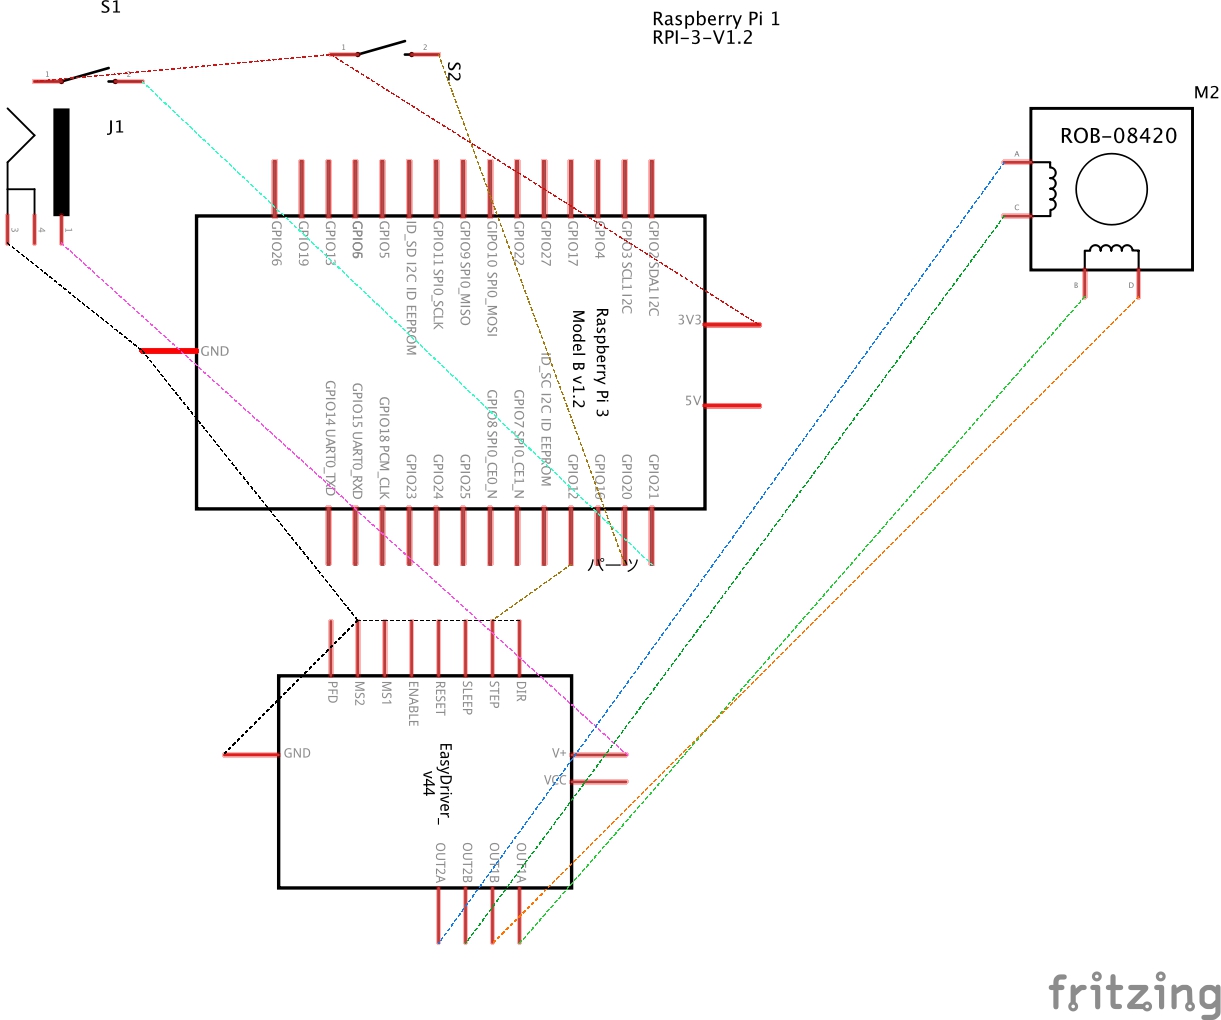 S1
Raspberry Pi 1
RPI-3-V1.2
1
2
S2
1
2
M2
J1
ROB-08420
A
C
B
D
3
4
1
GPIO26
GPIO19
GPIO13
GPIO6
GPIO5
ID_SD I2C ID EEPROM
GPIO11 SPI0_SCLK
GPIO9 SPI0_MISO
GIPO10 SPI0_MOSI
GPIO22
GPIO27
GPIO17
GPIO4
GPIO3 SCL1 I2C
GPIO2 SDA1 I2C
3V3
GND
Raspberry Pi 3
Model B v1.2
5V
GPIO14 UART0_TXD
GPIO15 UART0_RXD
GPIO18 PCM_CLK
GPIO23
GPIO24
GPIO25
GPIO8 SPI0_CE0_N
GPIO7 SPI0_CE1_N
ID_SC I2C ID EEPROM
GPIO12
GPIO16
GPIO20
GPIO21
パーツ
PFD
MS2
MS1
ENABLE
RESET
SLEEP
STEP
DIR
GND
EasyDriver_
v44
V+
VCC
OUT2A
OUT2B
OUT1B
OUT1A
fritzing